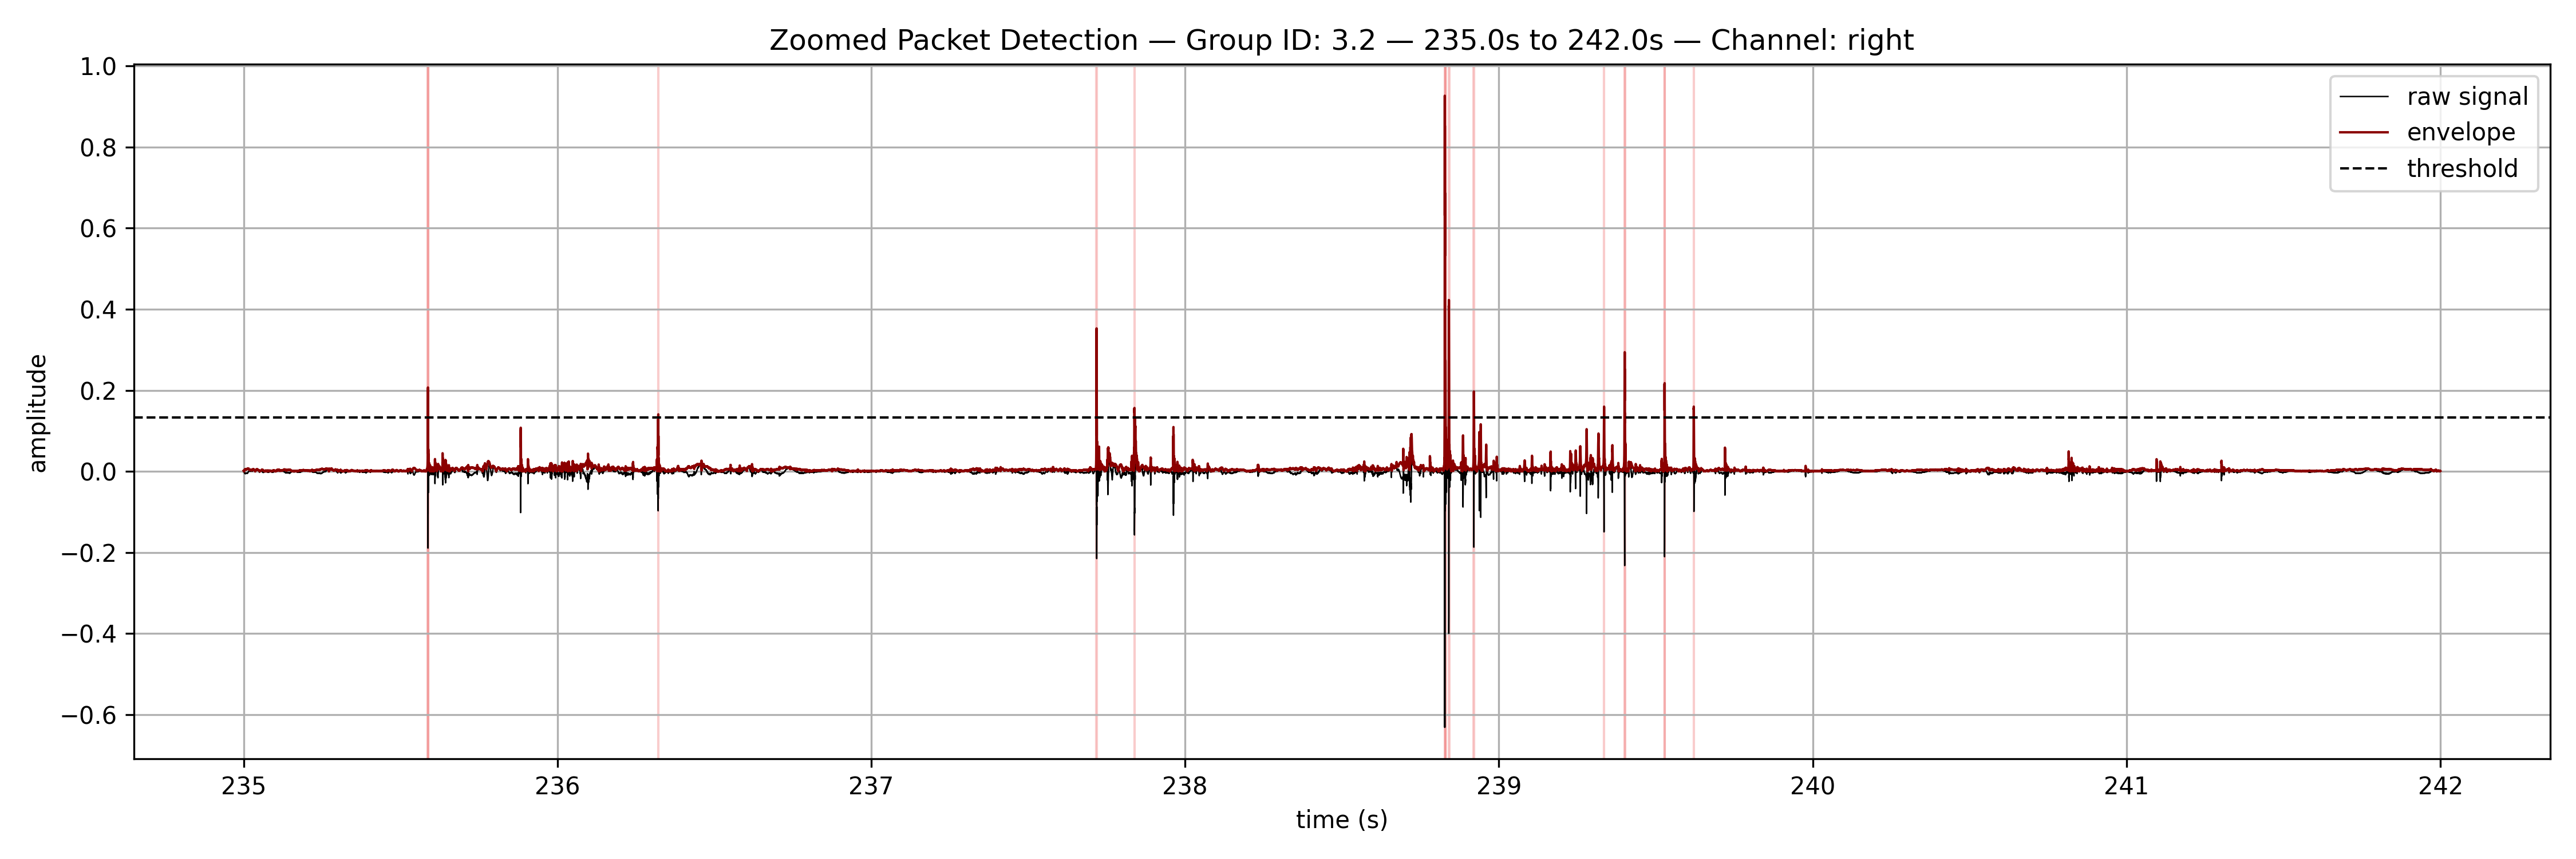 Zoomed Packet Detection — Group ID: 3.2 — 235.0s to 242.0s — Channel: right
1.0
0.8
0.6
0.4
0.2
0.0
−0.2
−0.4
−0.6
amplitude
raw signal
envelope
threshold
235 236 237 238 239 240 241 242
time (s)